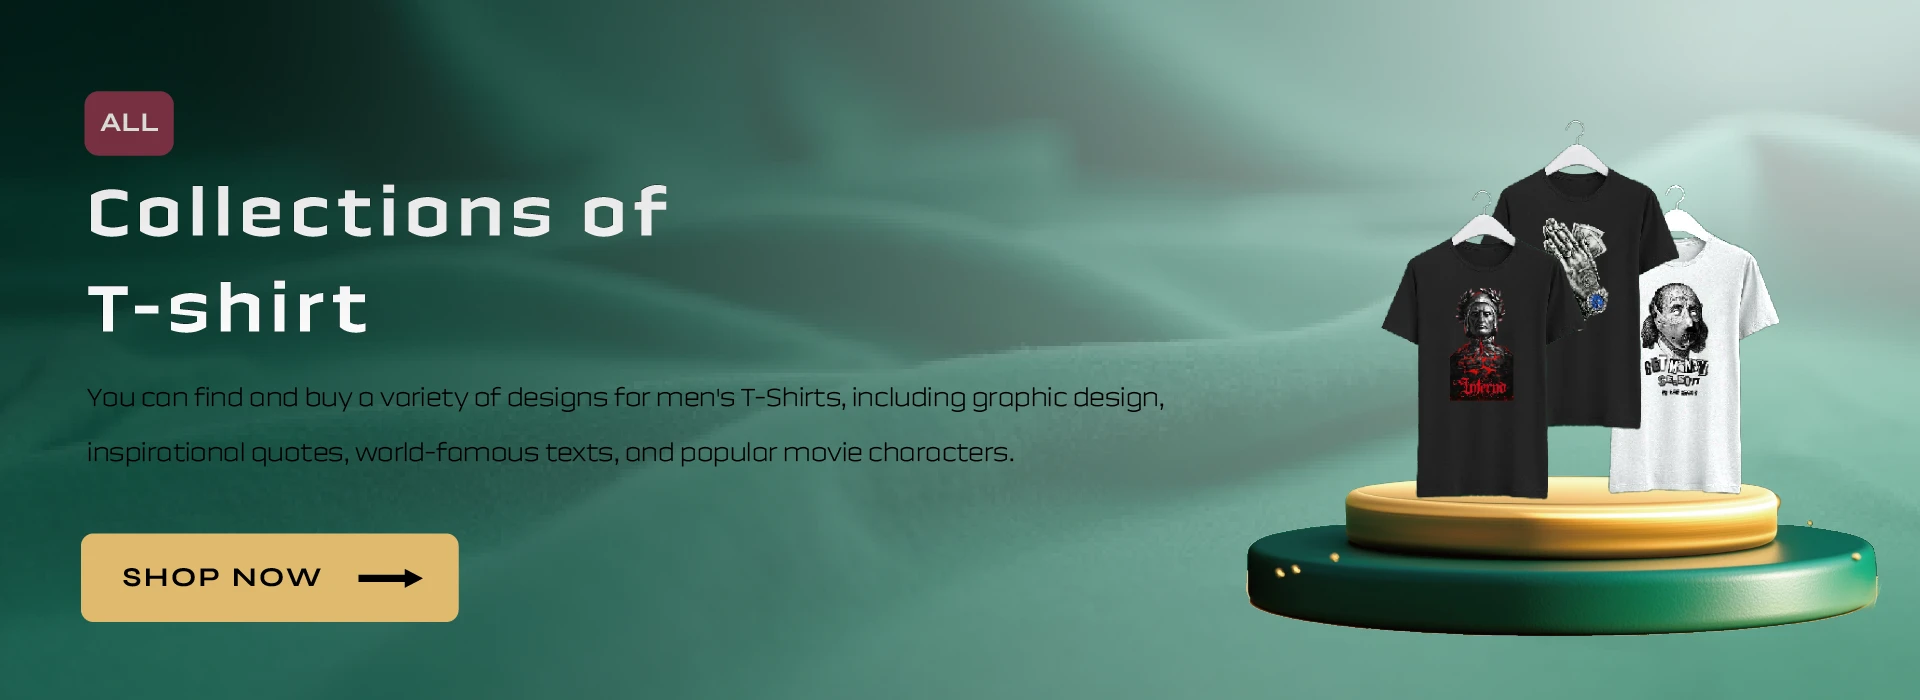 ALL
Collections of
T-shirt
You can find and buy a variety of designs for men's T-Shirts, including graphic design,
inspirational quotes, world-famous texts, and popular movie characters.
SHOP NOW
Inferno